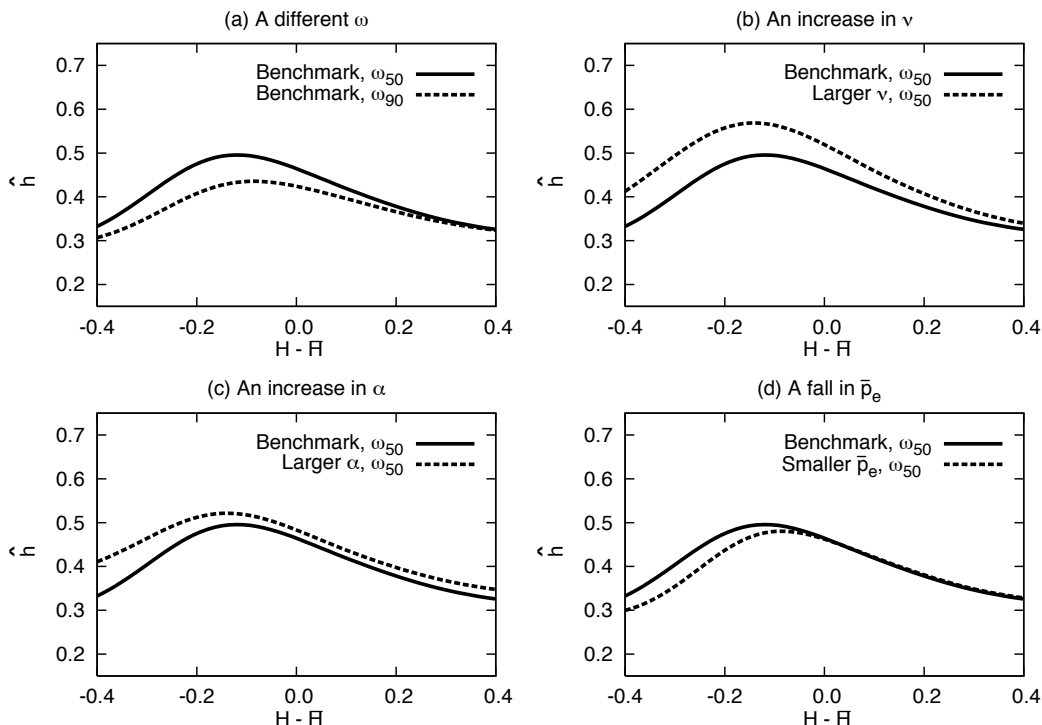 (a) A different ω
Benchmark, ω50
Benchmark, ω90
0.7
0.6
0.5
0.4
0.3
0.2
ĥ
-0.4 -0.2 0.0 0.2 0.4
H - H̅
(b) An increase in ν
Benchmark, ω50
Larger ν, ω50
0.7
0.6
0.5
0.4
0.3
0.2
ĥ
-0.4 -0.2 0.0 0.2 0.4
H - H̅
(c) An increase in α
Benchmark, ω50
Larger α, ω50
0.7
0.6
0.5
0.4
0.3
0.2
ĥ
-0.4 -0.2 0.0 0.2 0.4
H - H̅
(d) A fall in p̅e
Benchmark, ω50
Smaller p̅e, ω50
0.7
0.6
0.5
0.4
0.3
0.2
ĥ
-0.4 -0.2 0.0 0.2 0.4
H - H̅